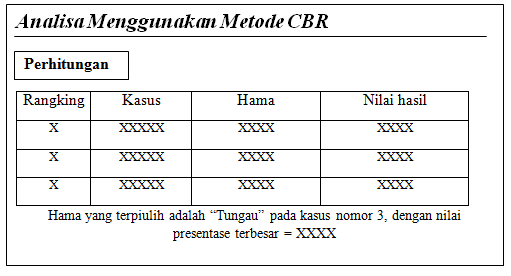 Analisa Menggunakan Metode CBR
Perhitungan
Rangking Kasus Hama Nilai hasil
X XXXXX XXXX XXXX
X XXXXX XXXX XXXX
X XXXXX XXXX XXXX
Hama yang terpiulih adalah “Tungau” pada kasus nomor 3, dengan nilai
presentase terbesar = XXXX